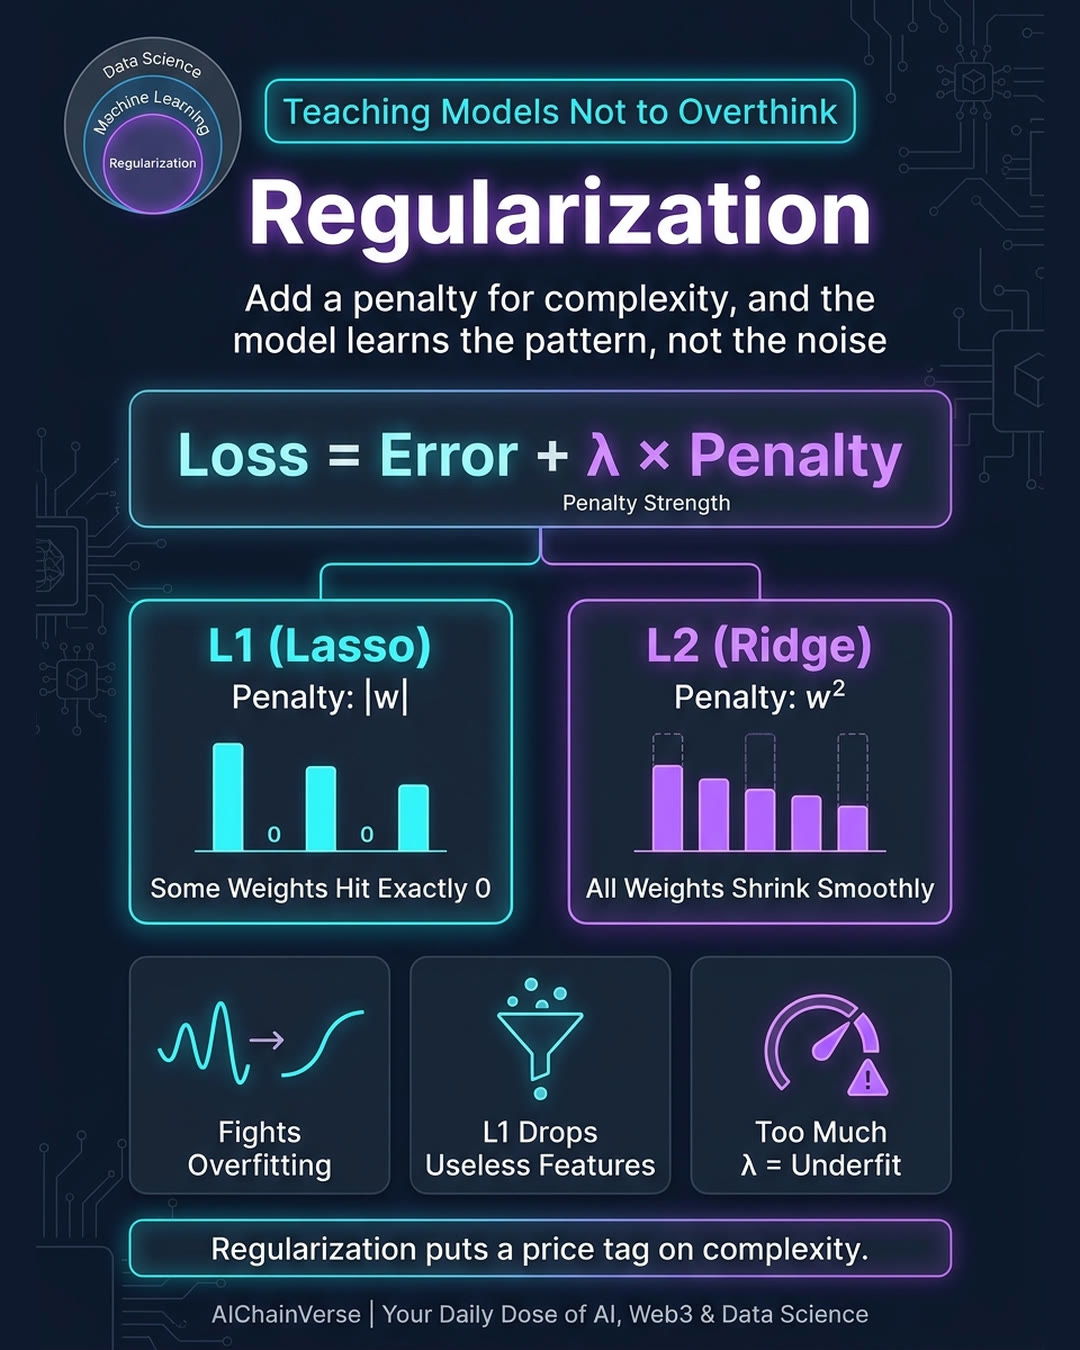 Data Science
Machine Learning
Regularization
Teaching Models Not to Overthink
Regularization
Add a penalty for complexity, and the
model learns the pattern, not the noise
Loss = Error + λ × Penalty
Penalty Strength
L1 (Lasso)
Penalty: |w|
0 0
Some Weights Hit Exactly 0
L2 (Ridge)
Penalty: w²
All Weights Shrink Smoothly
Fights
Overfitting
L1 Drops
Useless Features
!
Too Much
λ = Underfit
Regularization puts a price tag on complexity.
AIChainVerse | Your Daily Dose of AI, Web3 & Data Science